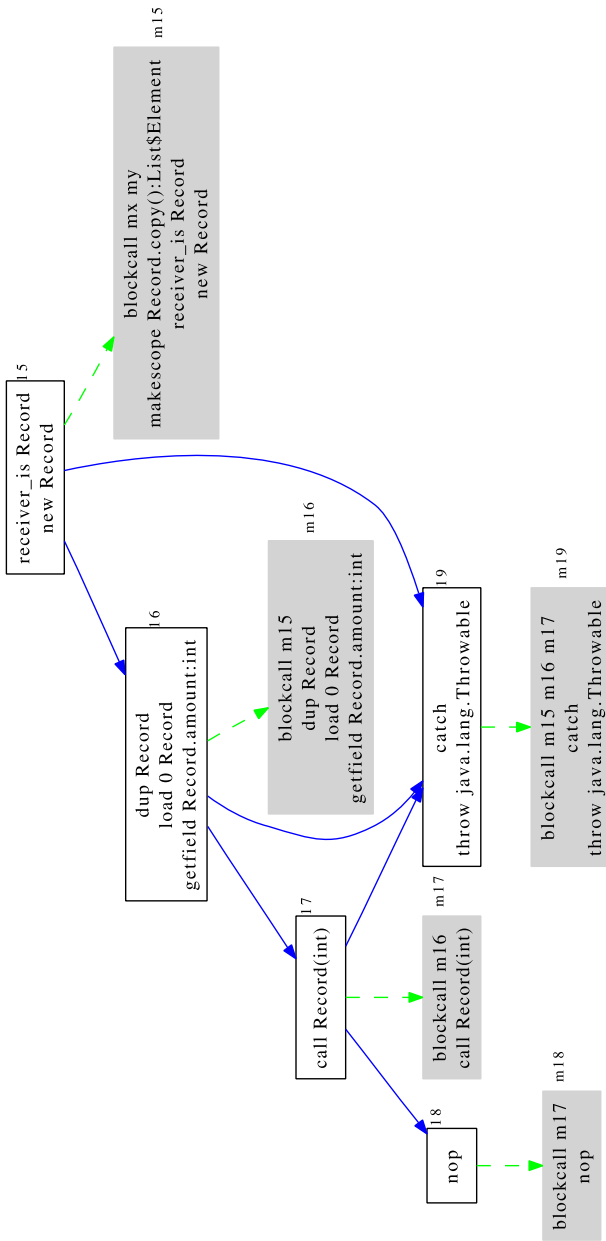 15
receiver_is Record
new Record
m15
blockcall mx my
makescope Record.copy():List$Element
receiver_is Record
new Record
16
dup Record
load 0 Record
getfield Record.amount:int
m16
blockcall m15
dup Record
load 0 Record
getfield Record.amount:int
17
call Record(int)
m17
blockcall m16
call Record(int)
19
catch
throw java.lang.Throwable
m19
blockcall m15 m16 m17
catch
throw java.lang.Throwable
18
nop
m18
blockcall m17
nop